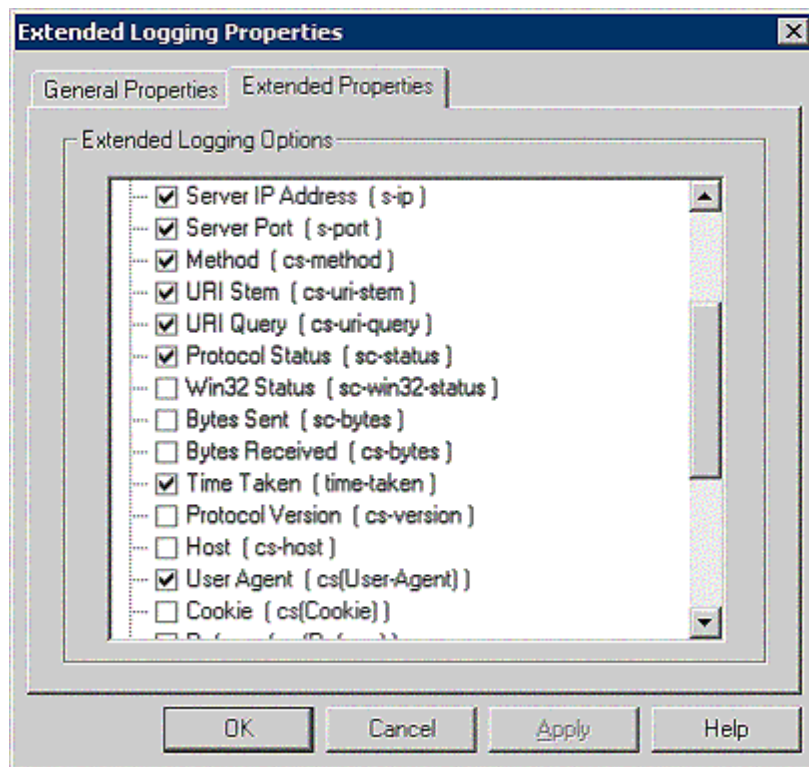 Extended Logging Properties
General Properties
Extended Properties
Extended Logging Options
Server IP Address ( s-ip )
Server Port ( s-port )
Method ( cs-method )
URI Stem ( cs-uri-stem )
URI Query ( cs-uri-query )
Protocol Status ( sc-status )
Win32 Status ( sc-win32-status )
Bytes Sent ( sc-bytes )
Bytes Received ( cs-bytes )
Time Taken ( time-taken )
Protocol Version ( cs-version )
Host ( cs-host )
User Agent ( cs(User-Agent) )
Cookie ( cs(Cookie) )
OK
Cancel
Apply
Help